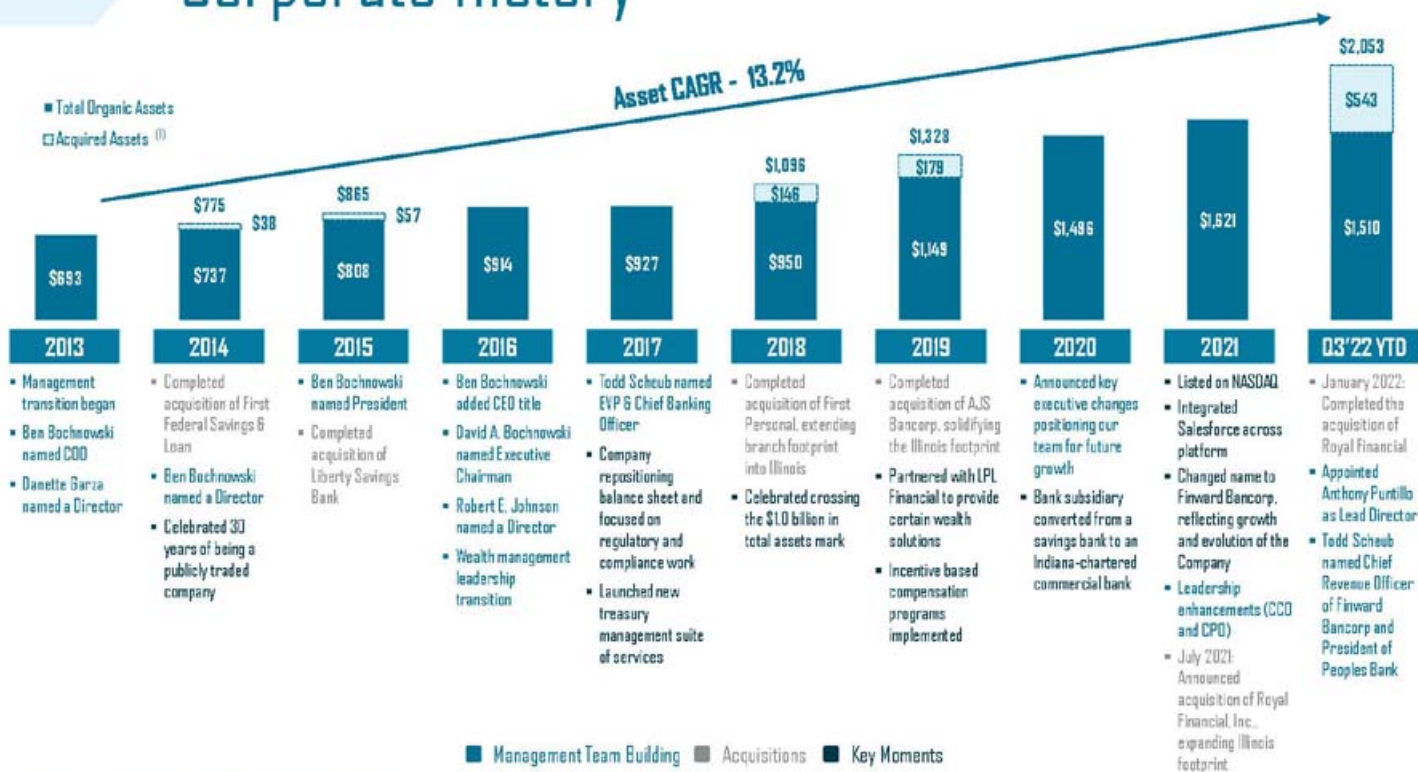 Corporate History
Total Organic Assets
Acquired Assets (1)
Asset CAGR - 13.2%
$693
$775
$38
$737
$865
$57
$808
$914
$927
$1,096
$146
$950
$1,328
$179
$1,149
$1,496
$1,621
$2,053
$543
$1,510
2013
▪ Management
transition began
▪ Ben Bochnowski
named COO
▪ Danette Garza
named a Director
2014
▪ Completed
acquisition of First
Federal Savings &
Loan
▪ Ben Bochnowski
named a Director
▪ Celebrated 30
years of being a
publicly traded
company
2015
▪ Ben Bochnowski
named President
▪ Completed
acquisition of
Liberty Savings
Bank
2016
▪ Ben Bochnowski
added CEO title
▪ David A. Bochnowski
named Executive
Chairman
▪ Robert E. Johnson
named a Director
▪ Wealth management
leadership
transition
2017
▪ Todd Scheub named
EVP & Chief Banking
Officer
▪ Company
repositioning
balance sheet and
focused on
regulatory and
compliance work
▪ Launched new
treasury
management suite
of services
2018
▪ Completed
acquisition of First
Personal, extending
branch footprint
into Illinois
▪ Celebrated crossing
the $1.0 billion in
total assets mark
2019
▪ Completed
acquisition of AJS
Bancorp, solidifying
the Illinois footprint
▪ Partnered with LPL
Financial to provide
certain wealth
solutions
▪ Incentive based
compensation
programs
implemented
2020
▪ Announced key
executive changes
positioning our
team for future
growth
▪ Bank subsidiary
converted from a
savings bank to an
Indiana-chartered
commercial bank
2021
▪ Listed on NASDAQ
▪ Integrated
Salesforce across
platform
▪ Changed name to
Finward Bancorp,
reflecting growth
and evolution of the
Company
▪ Leadership
enhancements (CCO
and CPO)
▪ July 2021:
Announced
acquisition of Royal
Financial, Inc.,
expanding Illinois
footprint
Q3'22 YTD
▪ January 2022:
Completed the
acquisition of
Royal Financial
▪ Appointed
Anthony Puntillo
as Lead Director
▪ Todd Scheub
named Chief
Revenue Officer
of Finward
Bancorp and
President of
Peoples Bank
Management Team Building
Acquisitions
Key Moments